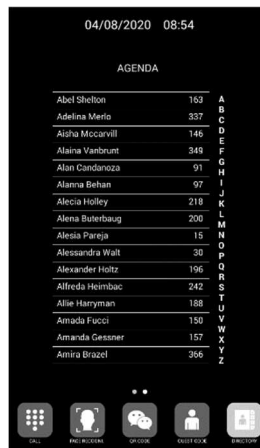 04/08/2020 08:54
AGENDA
Abel Shelton 163
Adelina Merlo 337
Aisha Mccarvill 146
Alaina Vanbrunt 349
Alan Candanoza 91
Alanna Behan 97
Alecia Holley 218
Alena Buterbaug 200
Alesia Pareja 15
Alessandra Walt 30
Alexander Holtz 196
Alfreda Heimbac 242
Allie Harryman 188
Amada Fucci 150
Amanda Gessner 157
Amira Brazel 366
A
B
C
D
E
F
G
H
I
J
K
L
M
N
O
P
Q
R
S
T
U
V
W
X
Y
Z
CALL
FACE RECOGNI.
QR CODE
GUEST CODE
DIRECTORY